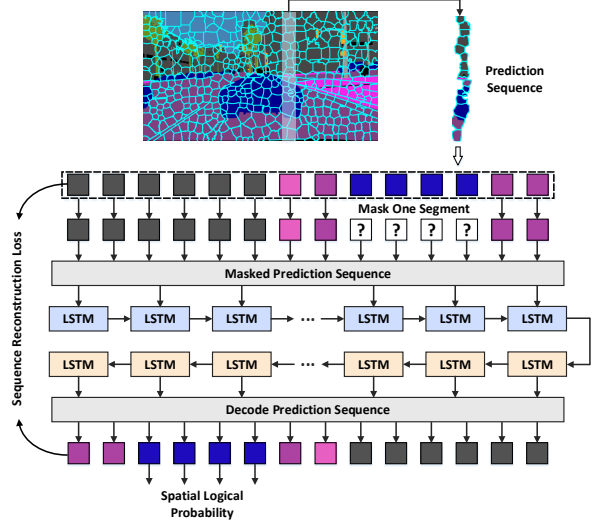 Prediction
Sequence
Mask One Segment
? ? ? ?
Masked Prediction Sequence
LSTM LSTM LSTM ... LSTM LSTM LSTM
LSTM LSTM LSTM ... LSTM LSTM LSTM
Decode Prediction Sequence
Spatial Logical
Probability
Sequence Reconstruction Loss